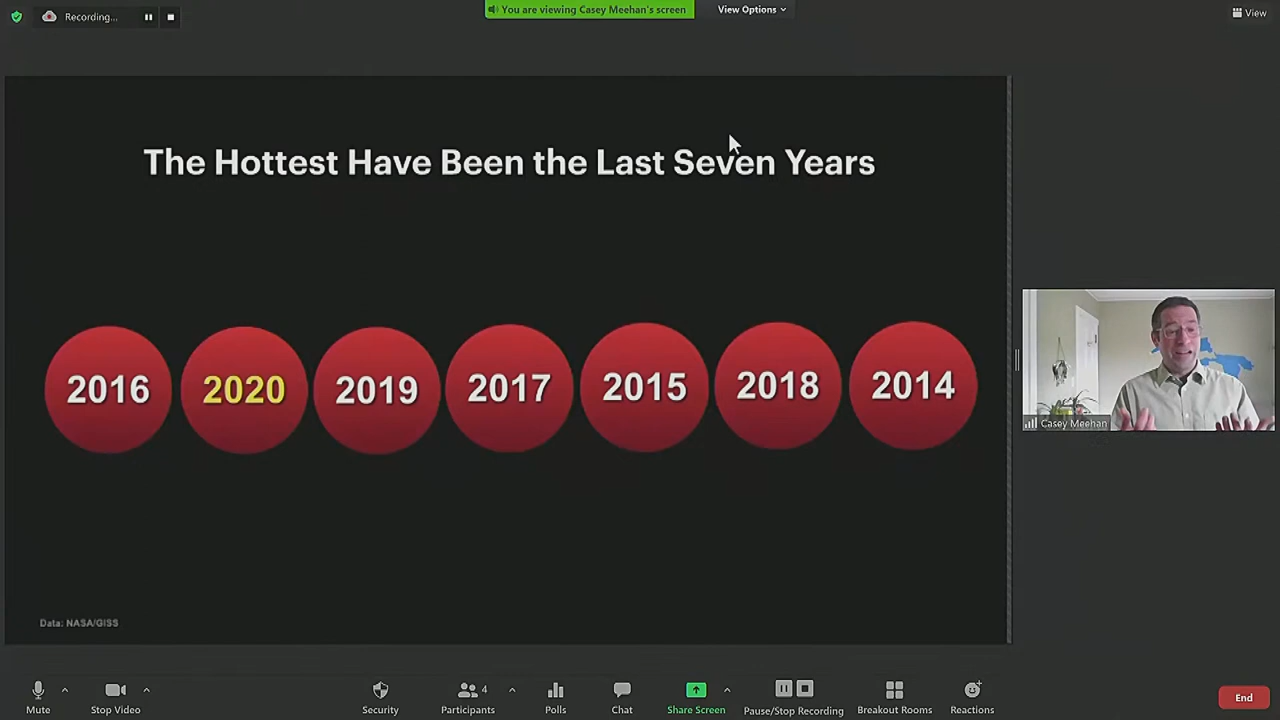 Recording...
You are viewing Casey Meehan's screen
View Options
View
The Hottest Have Been the Last Seven Years
2016 2020 2019 2017 2015 2018 2014
Casey Meehan
Data: NASA/GISS
Mute
Stop Video
Security
Participants 4
Polls
Chat
Share Screen
Pause/Stop Recording
Breakout Rooms
Reactions
End